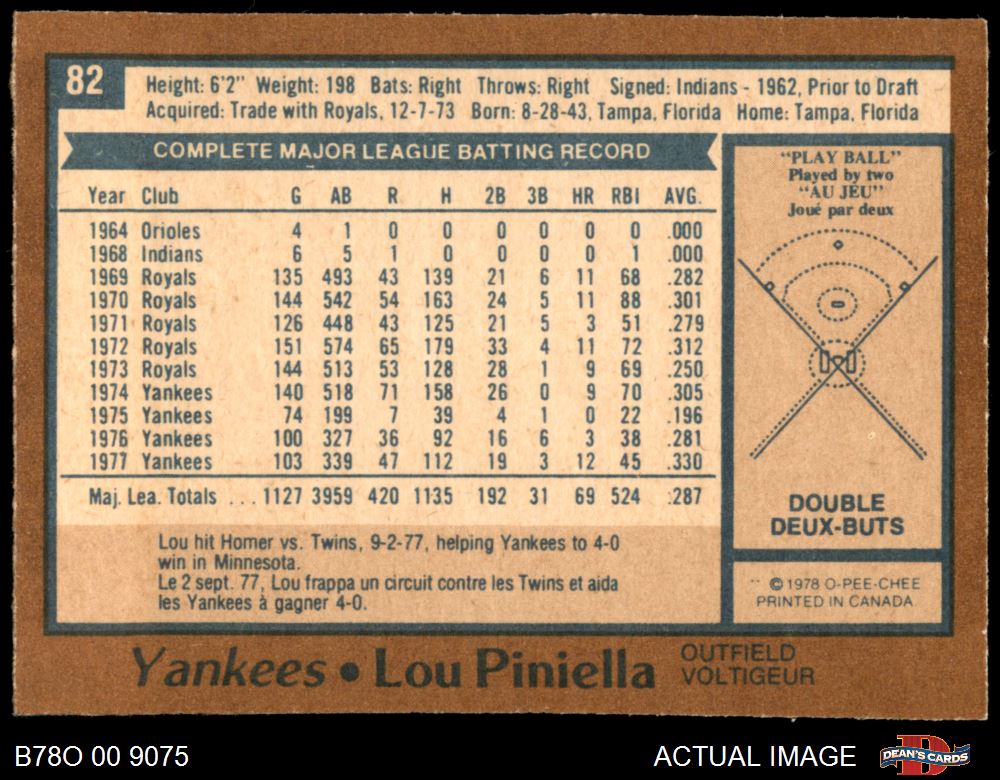 82
Height: 6'2" Weight: 198 Bats: Right Throws: Right Signed: Indians - 1962, Prior to Draft
Acquired: Trade with Royals, 12-7-73 Born: 8-28-43, Tampa, Florida Home: Tampa, Florida
COMPLETE MAJOR LEAGUE BATTING RECORD
Year Club G AB R H 2B 3B HR RBI AVG.
1964 Orioles 4 1 0 0 0 0 0 0 .000
1968 Indians 6 5 1 0 0 0 0 1 .000
1969 Royals 135 493 43 139 21 6 11 68 .282
1970 Royals 144 542 54 163 24 5 11 88 .301
1971 Royals 126 448 43 125 21 5 3 51 .279
1972 Royals 151 574 65 179 33 4 11 72 .312
1973 Royals 144 513 53 128 28 1 9 69 .250
1974 Yankees 140 518 71 158 26 0 9 70 .305
1975 Yankees 74 199 7 39 4 1 0 22 .196
1976 Yankees 100 327 36 92 16 6 3 38 .281
1977 Yankees 103 339 47 112 19 3 12 45 .330
Maj. Lea. Totals ... 1127 3959 420 1135 192 31 69 524 .287
Lou hit Homer vs. Twins, 9-2-77, helping Yankees to 4-0
win in Minnesota.
Le 2 sept. 77, Lou frappa un circuit contre les Twins et aida
les Yankees à gagner 4-0.
"PLAY BALL"
Played by two
"AU JEU"
Joué par deux
DOUBLE
DEUX-BUTS
© 1978 O-PEE-CHEE
PRINTED IN CANADA
Yankees • Lou Piniella
OUTFIELD
VOLTIGEUR
B78O 00 9075
ACTUAL IMAGE
DEAN'S CARDS